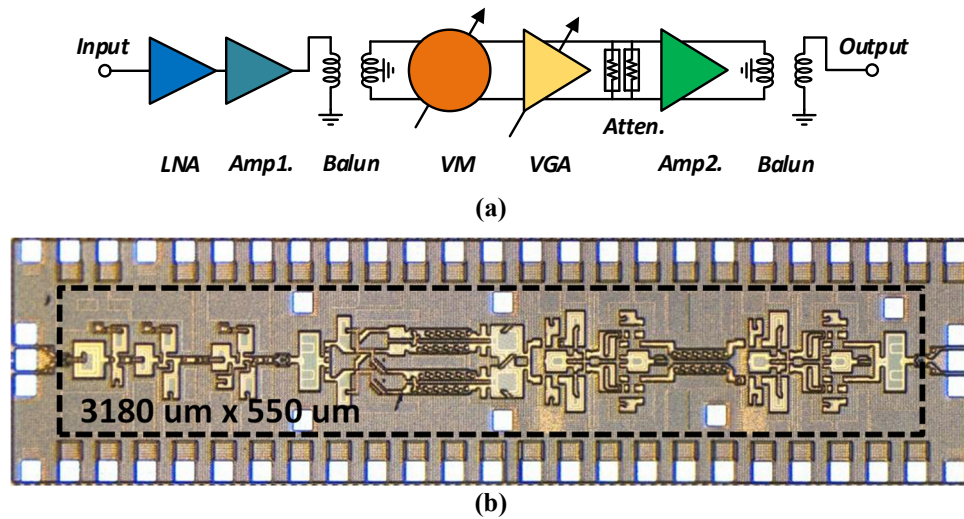 Input
Output
Atten.
LNA Amp1. Balun VM VGA Amp2. Balun
(a)
3180 um x 550 um
(b)